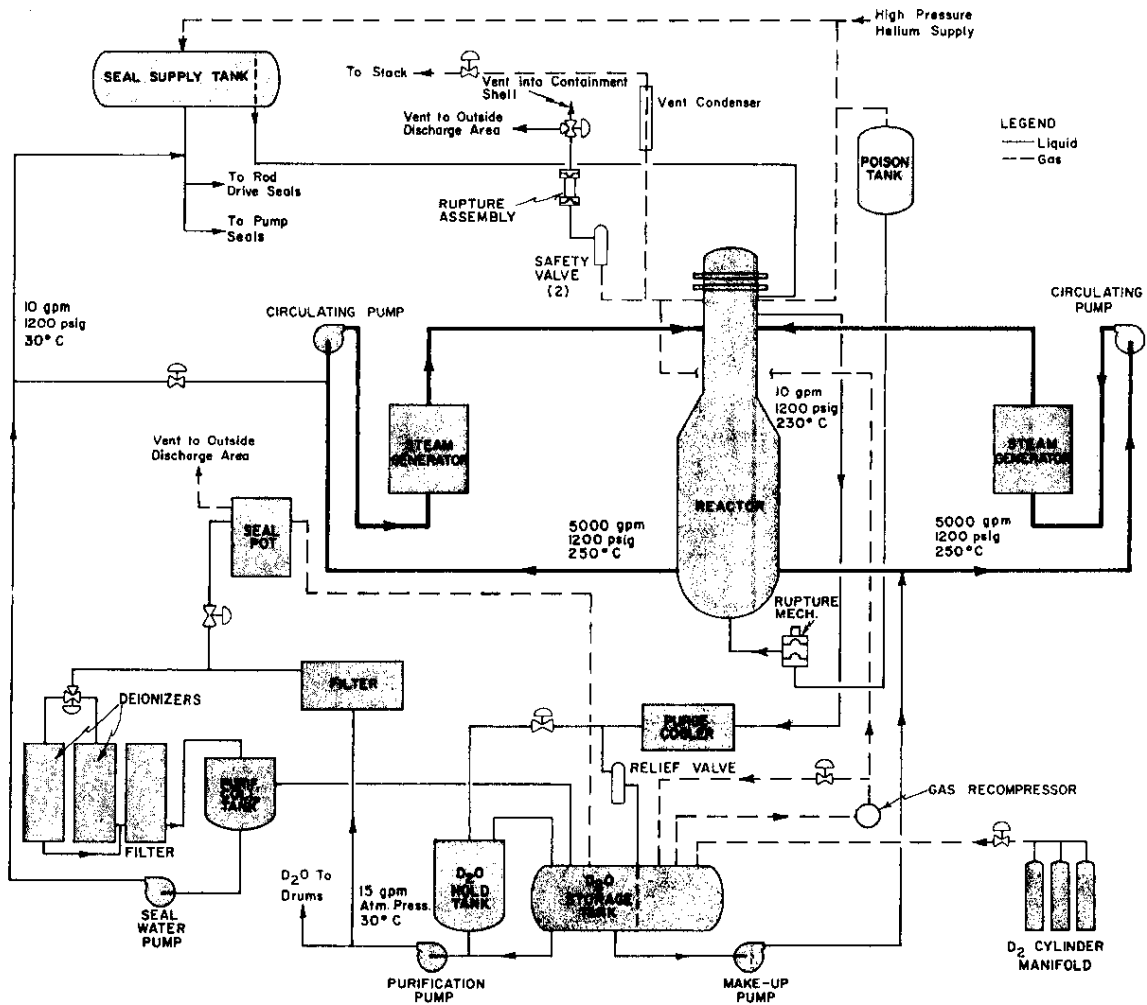 High Pressure
Helium Supply
SEAL SUPPLY TANK
To Stack
Vent into Containment
Shell
Vent Condenser
Vent to Outside
Discharge Area
LEGEND
Liquid
Gas
POISON
TANK
To Rod
Drive Seals
RUPTURE
ASSEMBLY
To Pump
Seals
SAFETY
VALVE
(2)
10 gpm
1200 psig
30° C
CIRCULATING PUMP
CIRCULATING
PUMP
10 gpm
1200 psig
230° C
STEAM
GENERATOR
STEAM
GENERATOR
Vent to Outside
Discharge Area
REACTOR
SEAL
POT
5000 gpm
1200 psig
250° C
5000 gpm
1200 psig
250° C
RUPTURE
MECH.
FILTER
DEIONIZERS
PURGE
COOLER
RELIEF VALVE
GAS RECOMPRESSOR
PURIF.
COLL.
TANK
FILTER
D₂O
HOLD
TANK
D₂O
STORAGE
TANK
D₂O To
Drums
15 gpm
Atm. Press.
30° C
SEAL
WATER
PUMP
PURIFICATION
PUMP
MAKE-UP
PUMP
D₂ CYLINDER
MANIFOLD